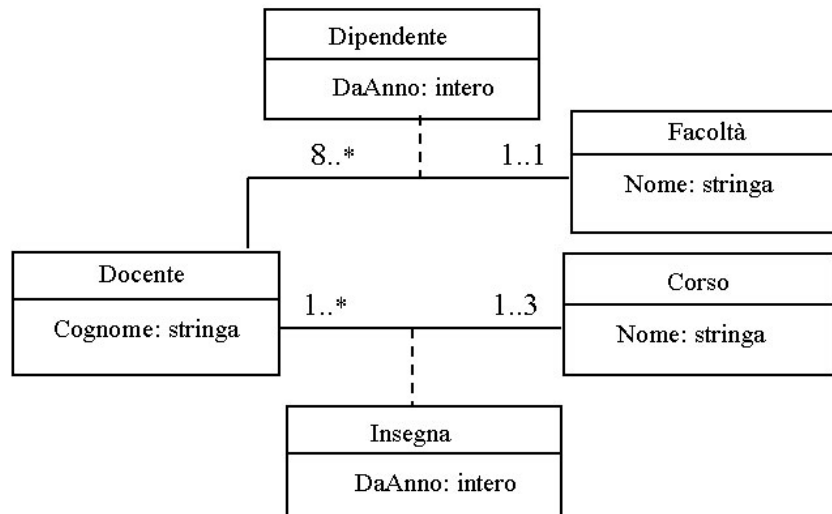 Dipendente
DaAnno: intero
Facoltà
8..*
1..1
Nome: stringa
Docente
Corso
1..*
1..3
Cognome: stringa
Nome: stringa
Insegna
DaAnno: intero